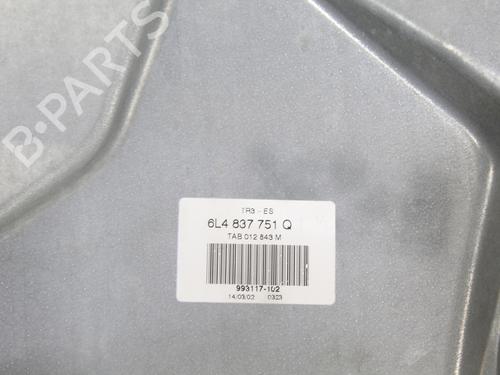 B-PARTS
TR3 - ES
6L4 837 751 Q
TAB 012 843 M
993117-102
14/03/02 0323